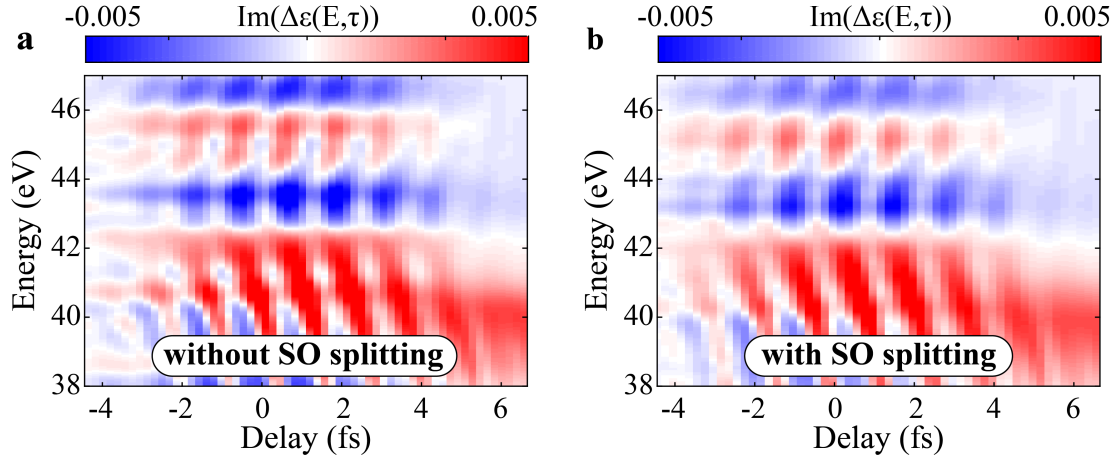 -0.005 Im(Δε(E,τ)) 0.005
a
46
44
42
40
38
Energy (eV)
without SO splitting
-4 -2 0 2 4 6
Delay (fs)
-0.005 Im(Δε(E,τ)) 0.005
b
46
44
42
40
38
Energy (eV)
with SO splitting
-4 -2 0 2 4 6
Delay (fs)